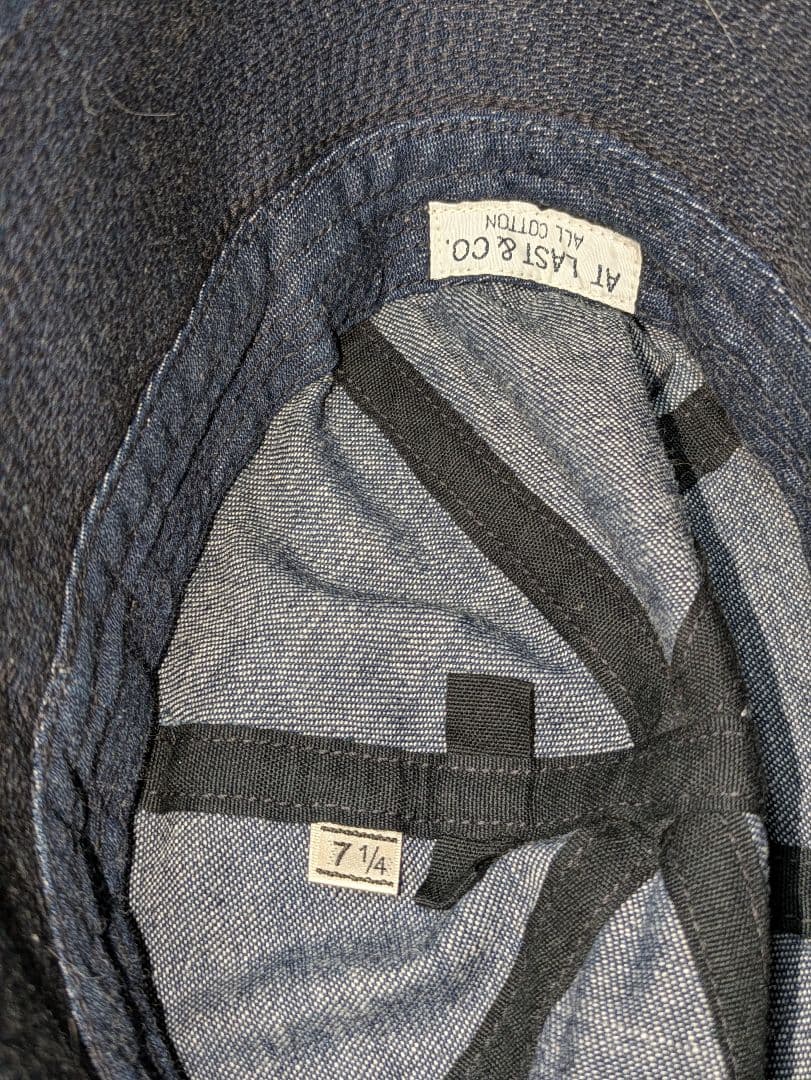 AT LAST & CO.
ALL COTTON
7 1/4